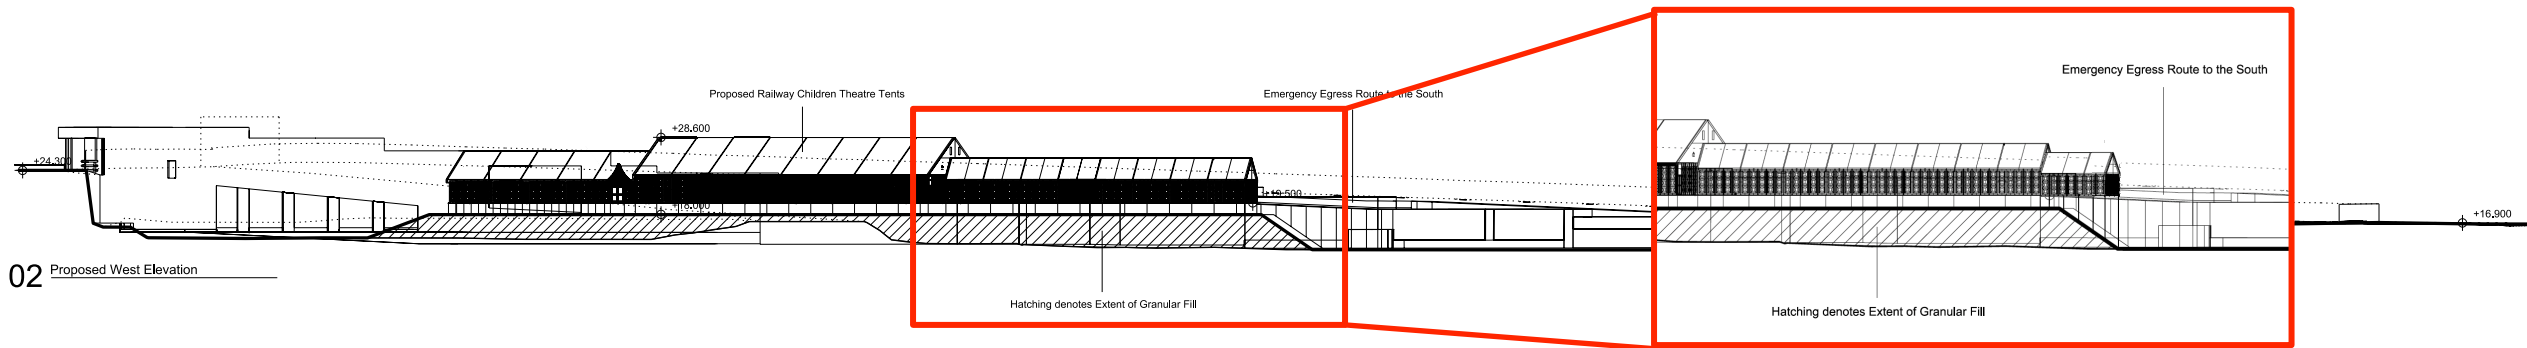 Emergency Egress Route to the South
Proposed Railway Children Theatre Tents
Emergency Egress Route to the South
+28.600
+24.300
+19.500
+18.000
+16.900
02 Proposed West Elevation
Hatching denotes Extent of Granular Fill
Hatching denotes Extent of Granular Fill